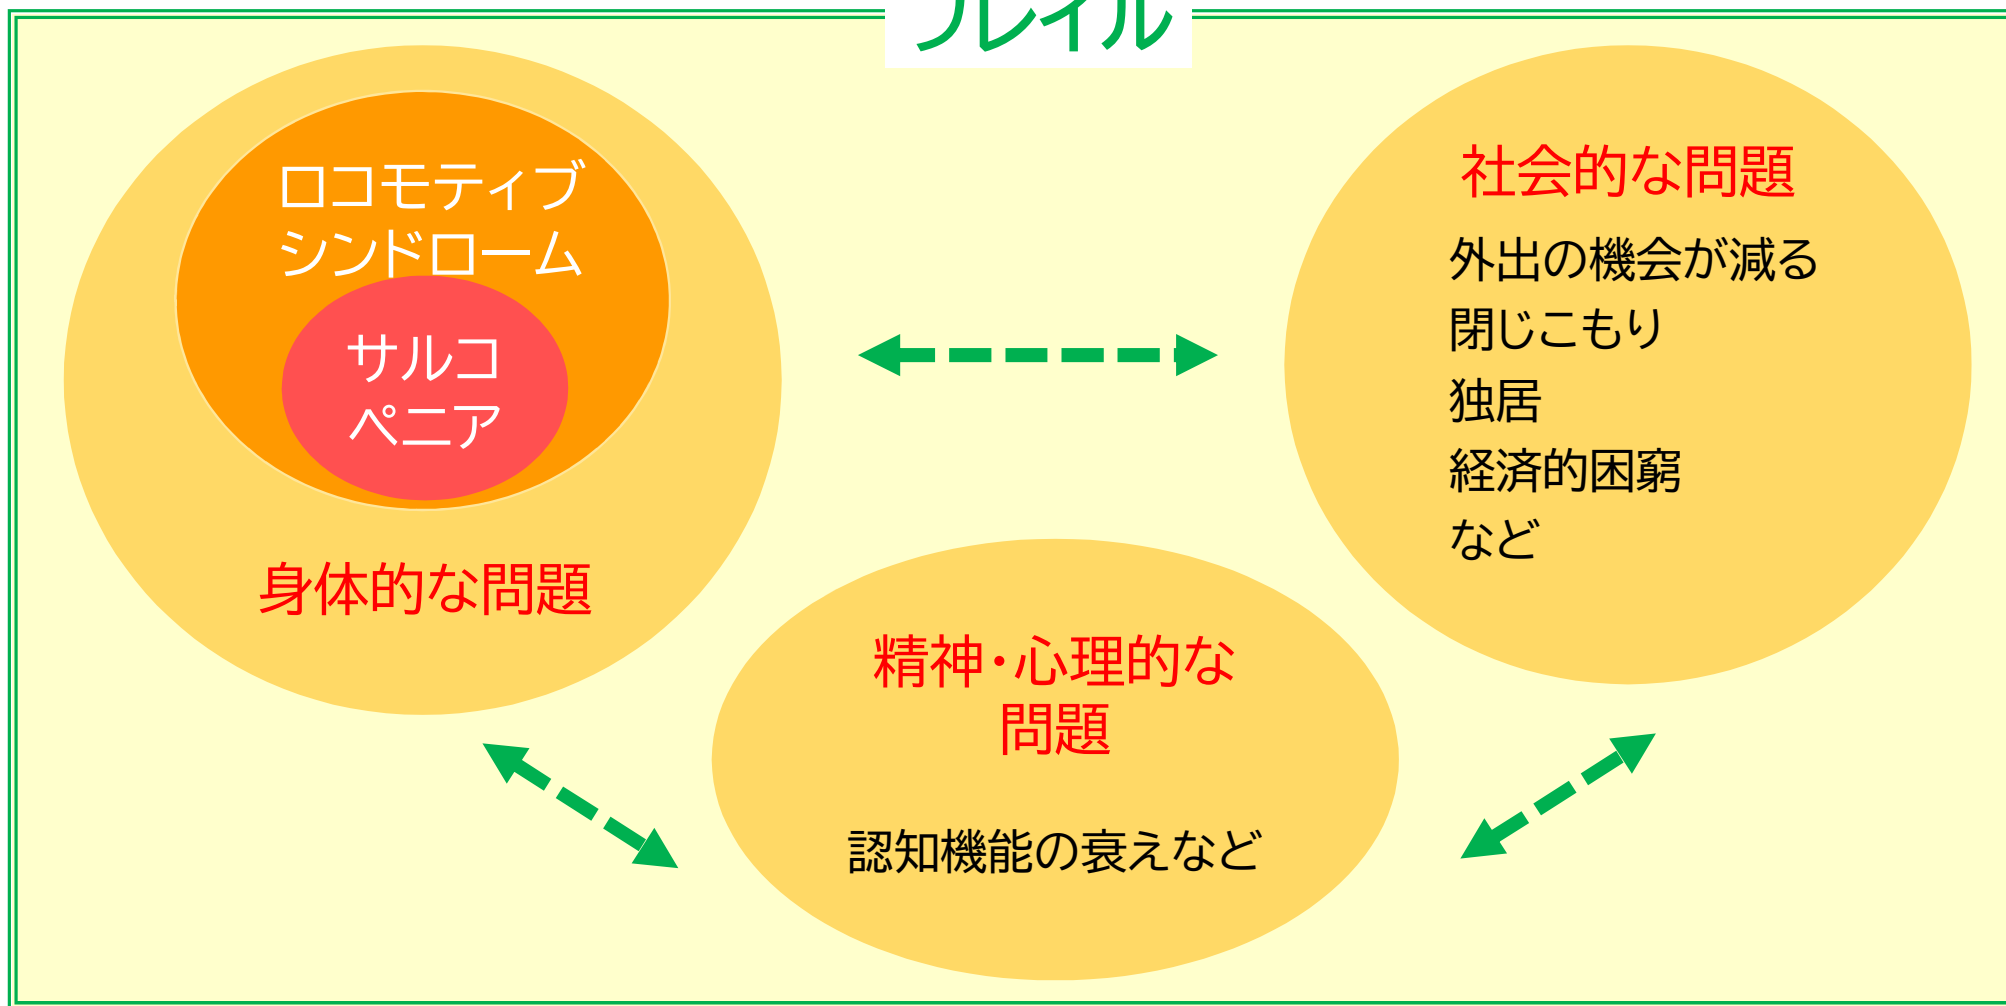 フレイル
ロコモティブ
シンドローム
サルコ
ペニア
身体的な問題
社会的な問題
外出の機会が減る
閉じこもり
独居
経済的困窮
など
精神・心理的な
問題
認知機能の衰えなど